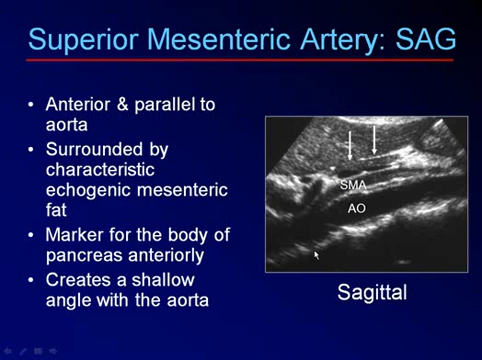 Superior Mesenteric Artery: SAG
• Anterior & parallel to
aorta
• Surrounded by
characteristic
echogenic mesenteric
fat
• Marker for the body of
pancreas anteriorly
• Creates a shallow
angle with the aorta
SMA
AO
Sagittal